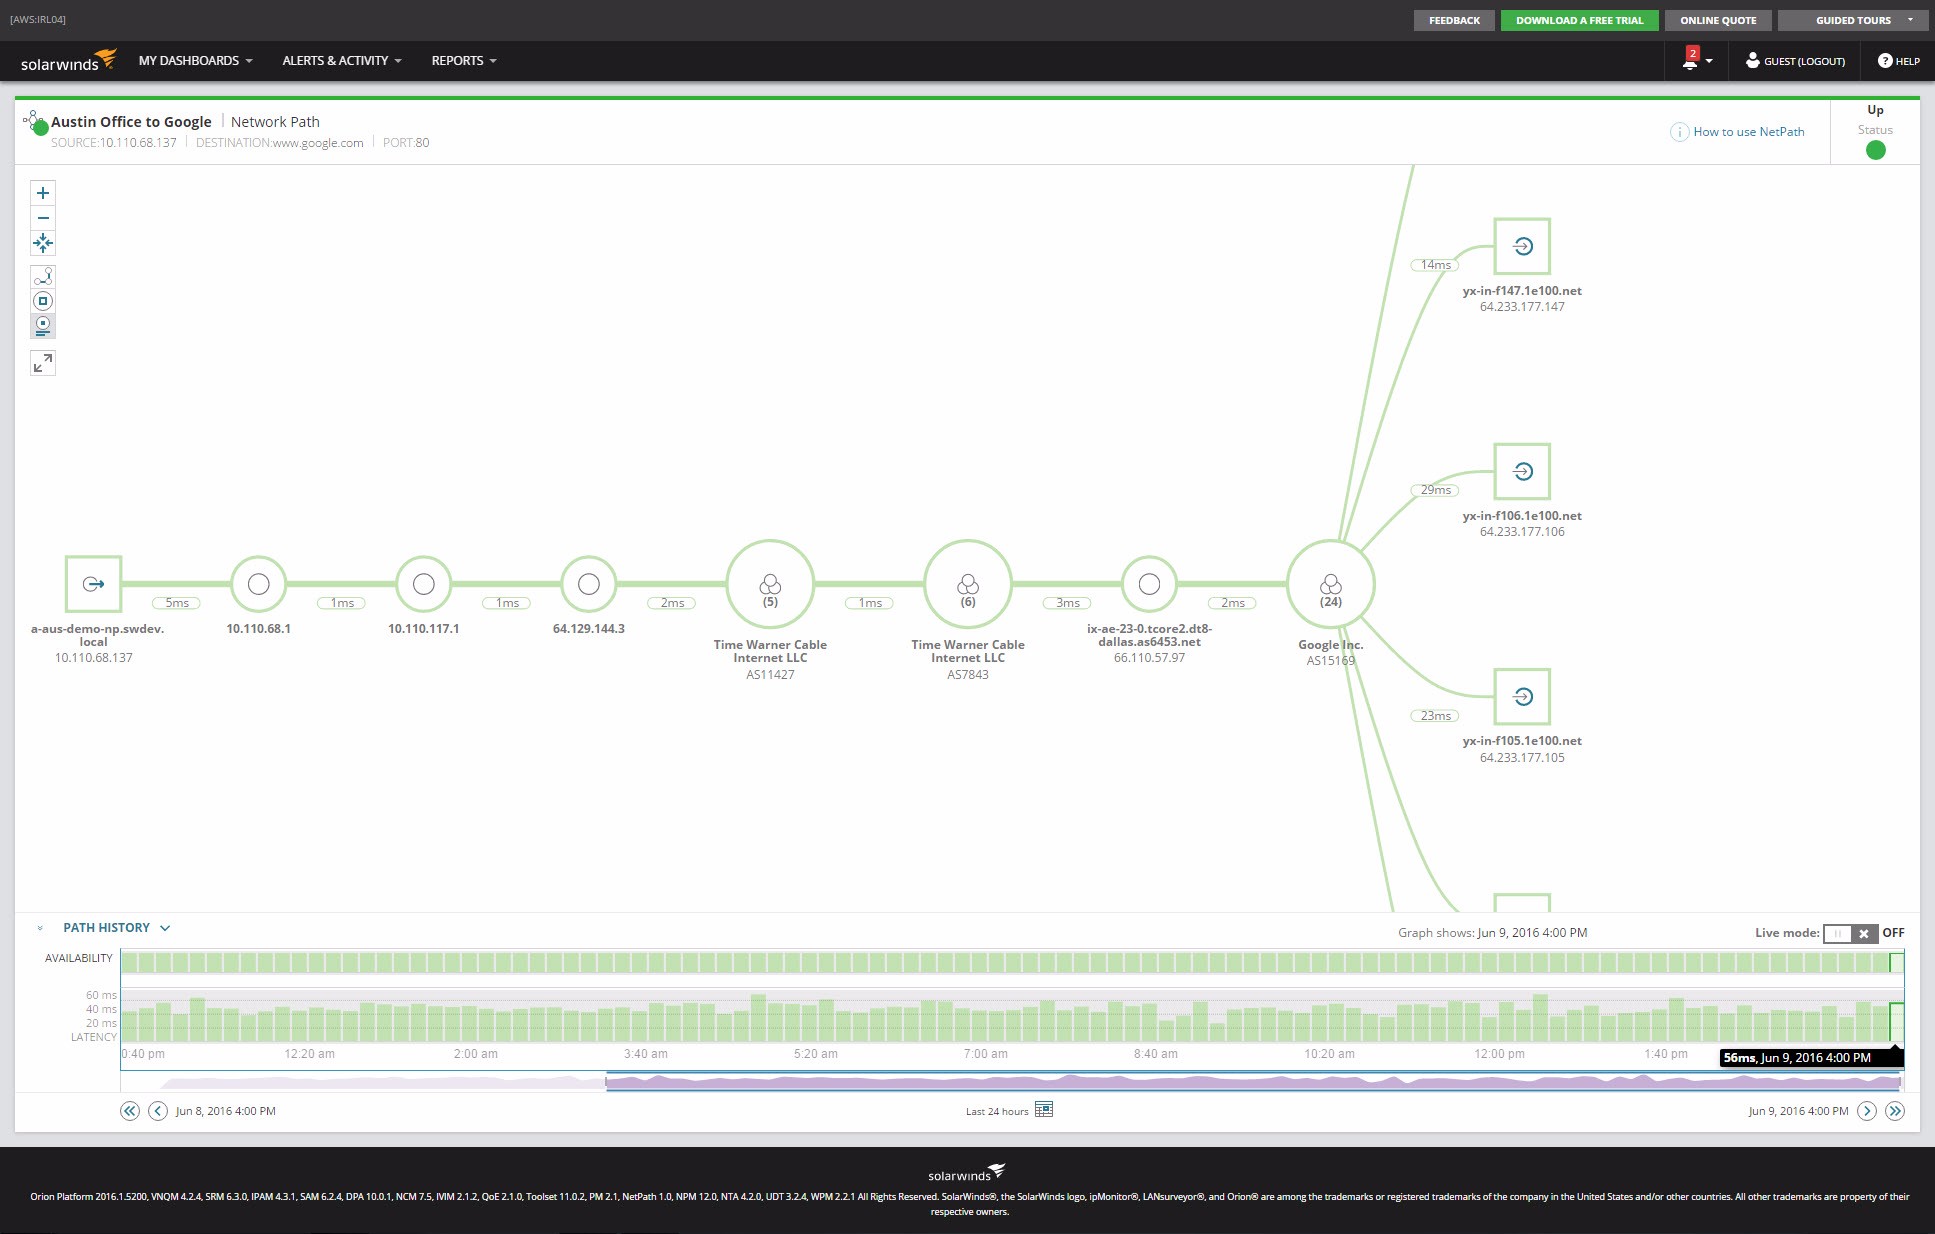 [AWS:IRL04]
FEEDBACK
DOWNLOAD A FREE TRIAL
ONLINE QUOTE
GUIDED TOURS
solarwinds
MY DASHBOARDS
ALERTS & ACTIVITY
REPORTS
2
GUEST (LOGOUT)
? HELP
Austin Office to Google | Network Path
SOURCE:10.110.68.137 | DESTINATION:www.google.com | PORT:80
i How to use NetPath
Up
Status
14ms
yx-in-f147.1e100.net
64.233.177.147
29ms
yx-in-f106.1e100.net
64.233.177.106
5ms
1ms
1ms
2ms
(5)
1ms
(6)
3ms
2ms
(24)
a-aus-demo-np.swdev.
local
10.110.68.137
10.110.68.1
10.110.117.1
64.129.144.3
Time Warner Cable
Internet LLC
AS11427
Time Warner Cable
Internet LLC
AS7843
ix-ae-23-0.tcore2.dt8-
dallas.as6453.net
66.110.57.97
Google Inc.
AS15169
23ms
yx-in-f105.1e100.net
64.233.177.105
PATH HISTORY
Graph shows: Jun 9, 2016 4:00 PM
Live mode: OFF
AVAILABILITY
60 ms
40 ms
20 ms
LATENCY
0:40 pm
12:20 am
2:00 am
3:40 am
5:20 am
7:00 am
8:40 am
10:20 am
12:00 pm
1:40 pm
56ms, Jun 9, 2016 4:00 PM
Jun 8, 2016 4:00 PM
Last 24 hours
Jun 9, 2016 4:00 PM
solarwinds
Orion Platform 2016.1.5200, VNQM 4.2.4, SRM 6.3.0, IPAM 4.3.1, SAM 6.2.4, DPA 10.0.1, NCM 7.5, IVIM 2.1.2, QoE 2.1.0, Toolset 11.0.2, PM 2.1, NetPath 1.0, NPM 12.0, NTA 4.2.0, UDT 3.2.4, WPM 2.2.1 All Rights Reserved. SolarWinds®, the SolarWinds logo, ipMonitor®, LANsurveyor®, and Orion® are among the trademarks or registered trademarks of the company in the United States and/or other countries. All other trademarks are property of their
respective owners.